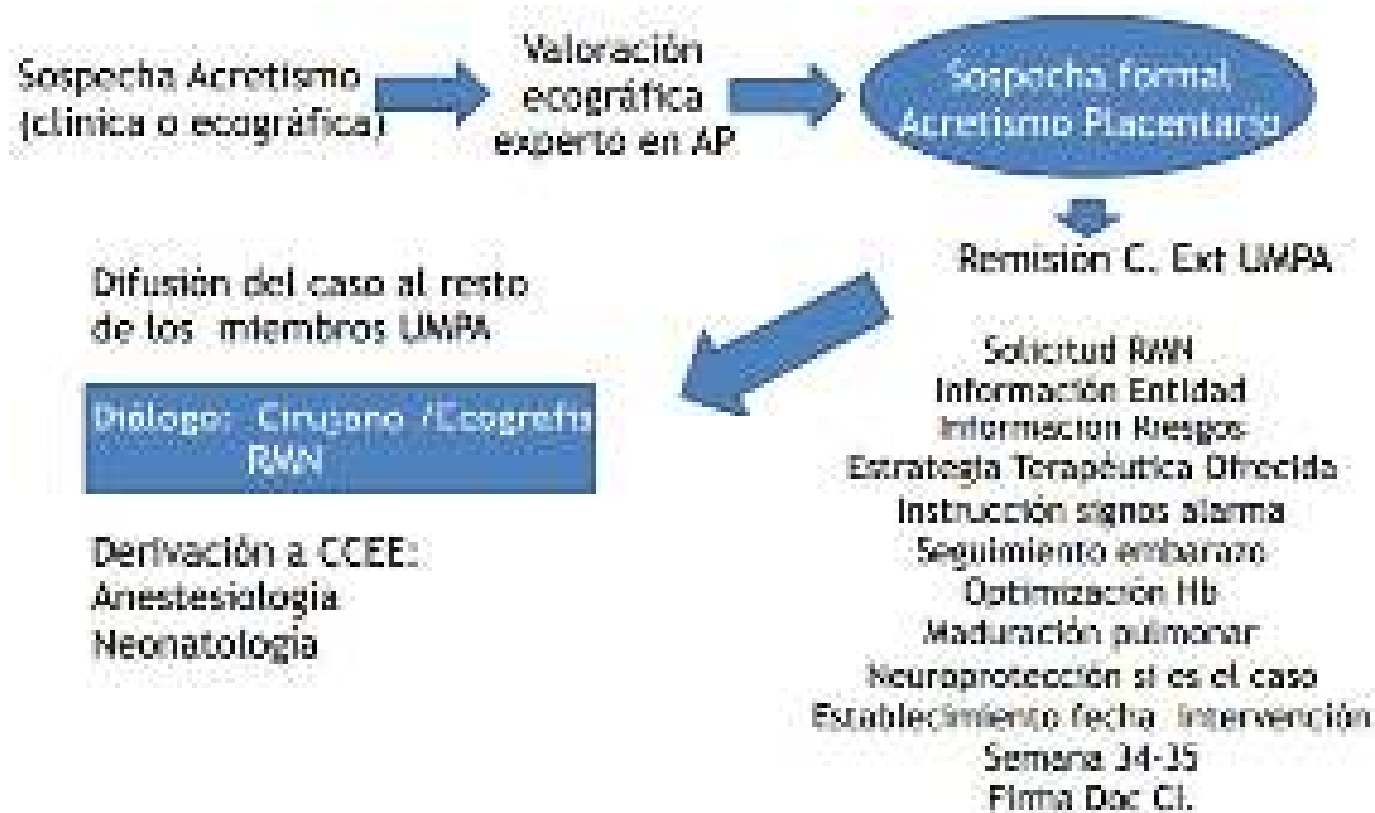 Sospecha Acretismo
(clínica o ecográfica)
Valoración
ecográfica
experto en AP
Sospecha formal
Acretismo Placentario
Remisión C. Ext UMPA
Solicitud RMN
Información Entidad
Información Riesgos
Estrategia Terapéutica Ofrecida
Instrucción signos alarma
Seguimiento embarazo
Optimización Hb
Maduración pulmonar
Neuroprotección si es el caso
Establecimiento fecha intervención
Semana 34-35
Firma Doc CI.
Difusión del caso al resto
de los miembros UMPA
Diálogo: Cirujano /Ecografis
RMN
Derivación a CCEE:
Anestesiología
Neonatología